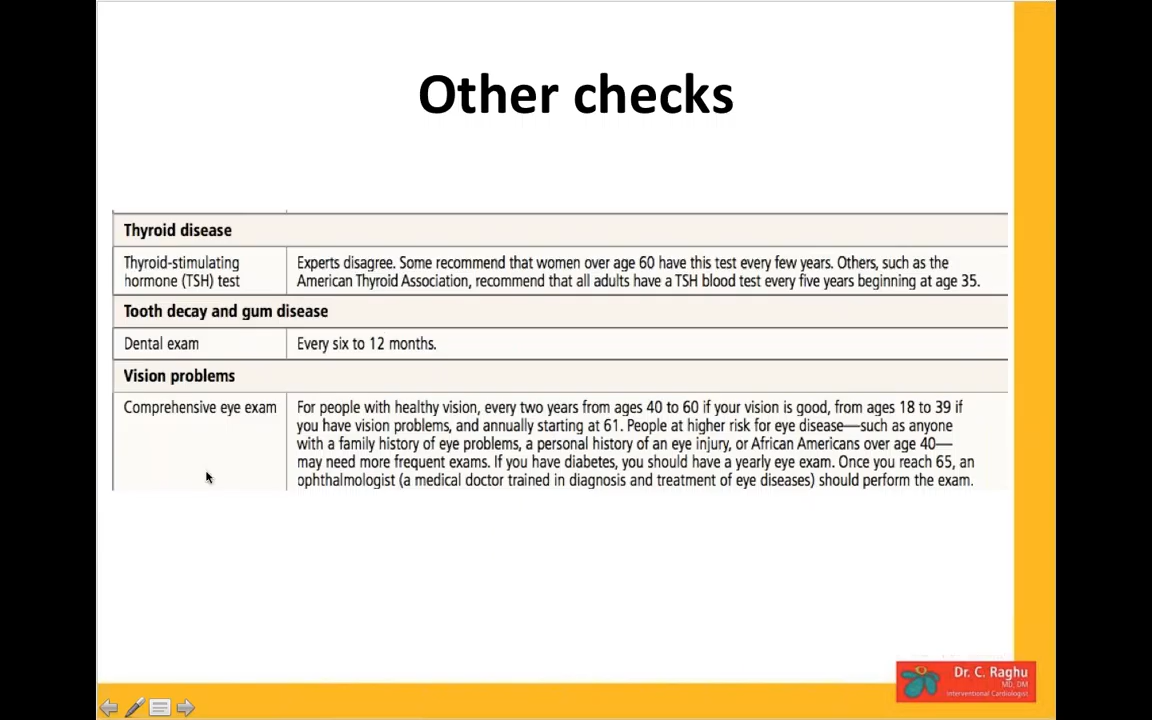 Other checks
Thyroid disease
Thyroid-stimulating
hormone (TSH) test
Experts disagree. Some recommend that women over age 60 have this test every few years. Others, such as the
American Thyroid Association, recommend that all adults have a TSH blood test every five years beginning at age 35.
Tooth decay and gum disease
Dental exam
Every six to 12 months.
Vision problems
Comprehensive eye exam
For people with healthy vision, every two years from ages 40 to 60 if your vision is good, from ages 18 to 39 if
you have vision problems, and annually starting at 61. People at higher risk for eye disease—such as anyone
with a family history of eye problems, a personal history of an eye injury, or African Americans over age 40—
may need more frequent exams. If you have diabetes, you should have a yearly eye exam. Once you reach 65, an
ophthalmologist (a medical doctor trained in diagnosis and treatment of eye diseases) should perform the exam.
Dr. C. Raghu
MD, DM
Interventional Cardiologist